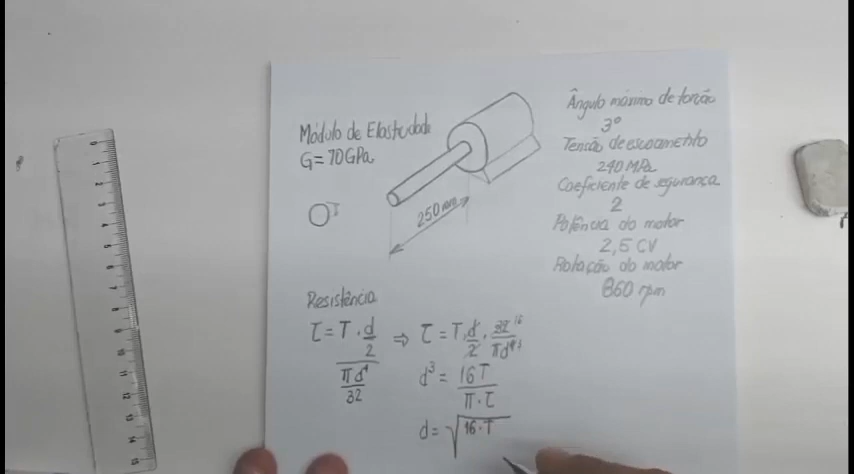 Módulo de Elasticidade
G = 70 GPa
250 mm
Ângulo máximo de torção
3º
Tensão de escoamento
240 MPa
Coeficiente de segurança
2
Potência do motor
2,5 CV
Rotação do motor
860 rpm
Resistência
τ = T · d/2 / (πd⁴/32) ⇒ τ = T · d/2 · 32 16/πd⁴ ³
d³ = 16T/π · τ
d = √16 · T